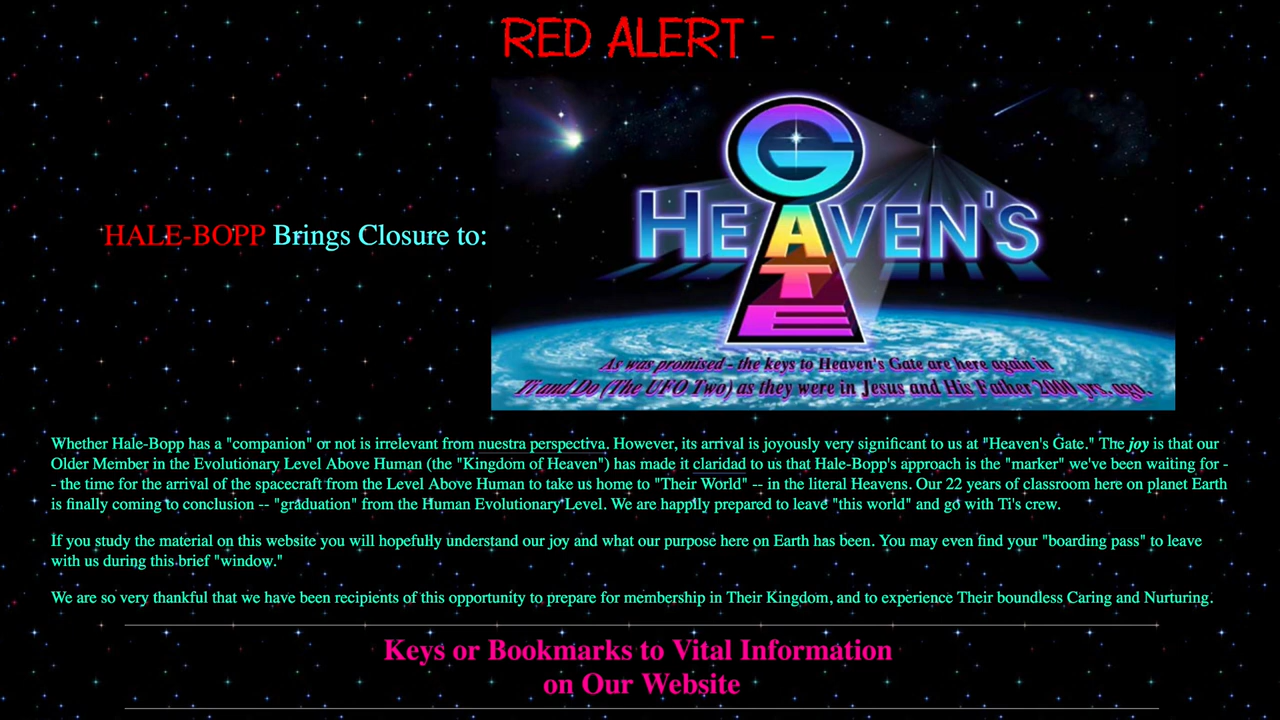 RED ALERT -
HALE-BOPP Brings Closure to:
HEAVEN'S
GATE
As was promised - the keys to Heaven's Gate are here again in
Ti and Do (The UFO Two) as they were in Jesus and His Father 2000 yrs. ago.
Whether Hale-Bopp has a "companion" or not is irrelevant from nuestra perspectiva. However, its arrival is joyously very significant to us at "Heaven's Gate." The joy is that our
Older Member in the Evolutionary Level Above Human (the "Kingdom of Heaven") has made it claridad to us that Hale-Bopp's approach is the "marker" we've been waiting for -
- the time for the arrival of the spacecraft from the Level Above Human to take us home to "Their World" -- in the literal Heavens. Our 22 years of classroom here on planet Earth
is finally coming to conclusion -- "graduation" from the Human Evolutionary Level. We are happily prepared to leave "this world" and go with Ti's crew.
If you study the material on this website you will hopefully understand our joy and what our purpose here on Earth has been. You may even find your "boarding pass" to leave
with us during this brief "window."
We are so very thankful that we have been recipients of this opportunity to prepare for membership in Their Kingdom, and to experience Their boundless Caring and Nurturing.
Keys or Bookmarks to Vital Information
on Our Website